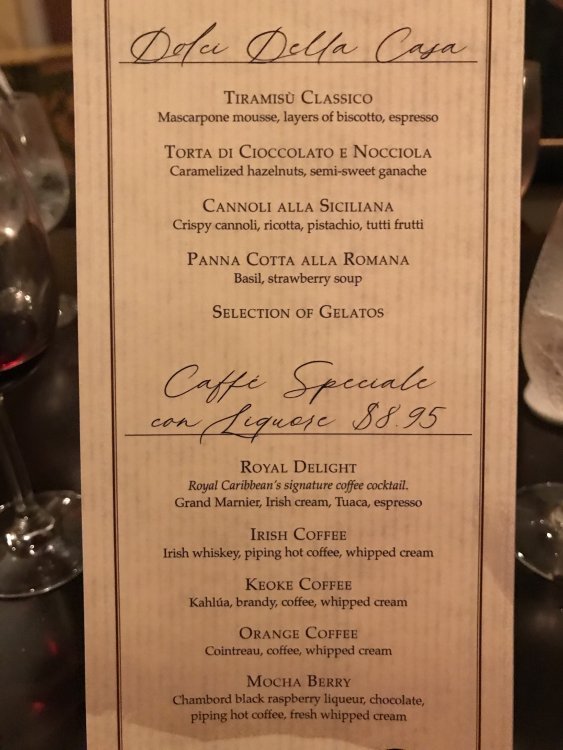 Dolci Della Casa
Tiramisù Classico
Mascarpone mousse, layers of biscotto, espresso
Torta di Cioccolato e Nocciola
Caramelized hazelnuts, semi-sweet ganache
Cannoli alla Siciliana
Crispy cannoli, ricotta, pistachio, tutti frutti
Panna Cotta alla Romana
Basil, strawberry soup
Selection of Gelatos
Caffé Speciale
con Liquore $8.95
Royal Delight
Royal Caribbean's signature coffee cocktail.
Grand Marnier, Irish cream, Tuaca, espresso
Irish Coffee
Irish whiskey, piping hot coffee, whipped cream
Keoke Coffee
Kahlúa, brandy, coffee, whipped cream
Orange Coffee
Cointreau, coffee, whipped cream
Mocha Berry
Chambord black raspberry liqueur, chocolate,
piping hot coffee, fresh whipped cream